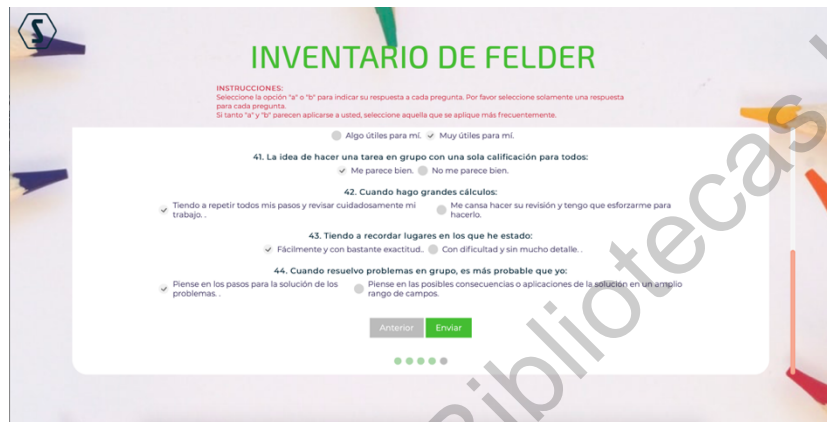 S
INVENTARIO DE FELDER
INSTRUCCIONES:
Seleccione la opción "a" o "b" para indicar su respuesta a cada pregunta. Por favor seleccione solamente una respuesta
para cada pregunta.
Si tanto "a" y "b" parecen aplicarse a usted, seleccione aquella que se aplique más frecuentemente.
Algo útiles para mí. Muy útiles para mí.
41. La idea de hacer una tarea en grupo con una sola calificación para todos:
Me parece bien. No me parece bien.
42. Cuando hago grandes cálculos:
Tiendo a repetir todos mis pasos y revisar cuidadosamente mi
trabajo. .
Me cansa hacer su revisión y tengo que esforzarme para
hacerlo.
43. Tiendo a recordar lugares en los que he estado:
Fácilmente y con bastante exactitud.. Con dificultad y sin mucho detalle. .
44. Cuando resuelvo problemas en grupo, es más probable que yo:
Piense en los pasos para la solución de los
problemas. .
Piense en las posibles consecuencias o aplicaciones de la solución en un amplio
rango de campos.
Anterior Enviar
Bibliotecas